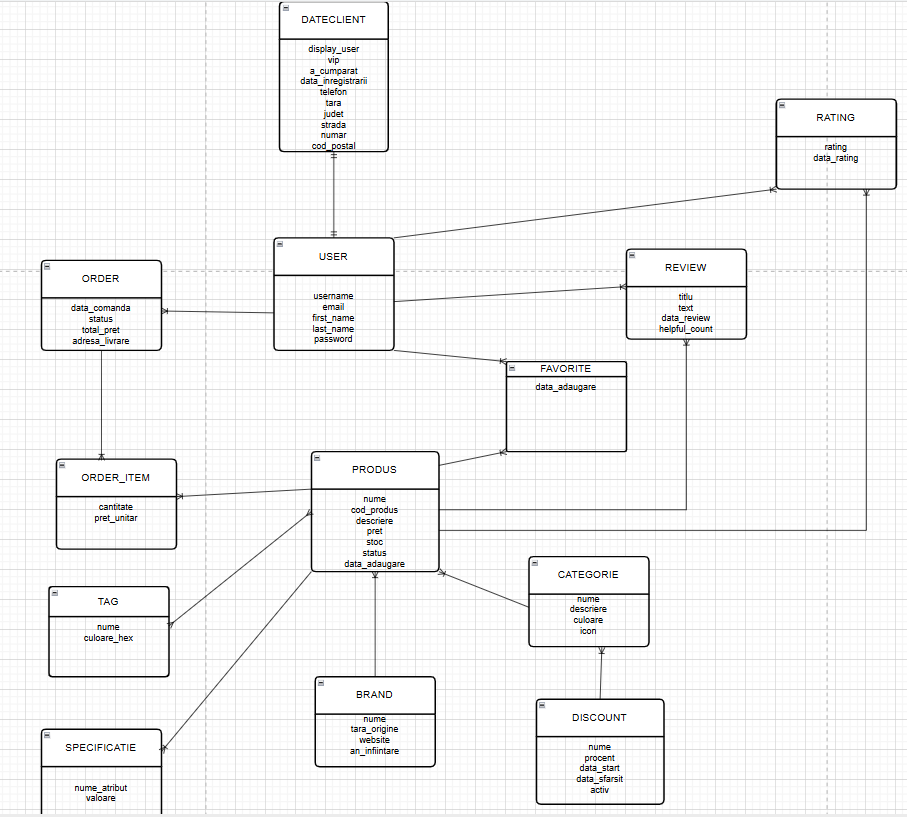 DATECLIENT
display_user
vip
a_cumparat
data_inregistrarii
telefon
tara
judet
strada
numar
cod_postal
RATING
rating
data_rating
USER
username
email
first_name
last_name
password
ORDER
data_comanda
status
total_pret
adresa_livrare
REVIEW
titlu
text
data_review
helpful_count
FAVORITE
data_adaugare
ORDER_ITEM
cantitate
pret_unitar
PRODUS
nume
cod_produs
descriere
pret
stoc
status
data_adaugare
CATEGORIE
nume
descriere
culoare
icon
TAG
nume
culoare_hex
BRAND
nume
tara_origine
website
an_infiintare
DISCOUNT
nume
procent
data_start
data_sfarsit
activ
SPECIFICATIE
nume_atribut
valoare